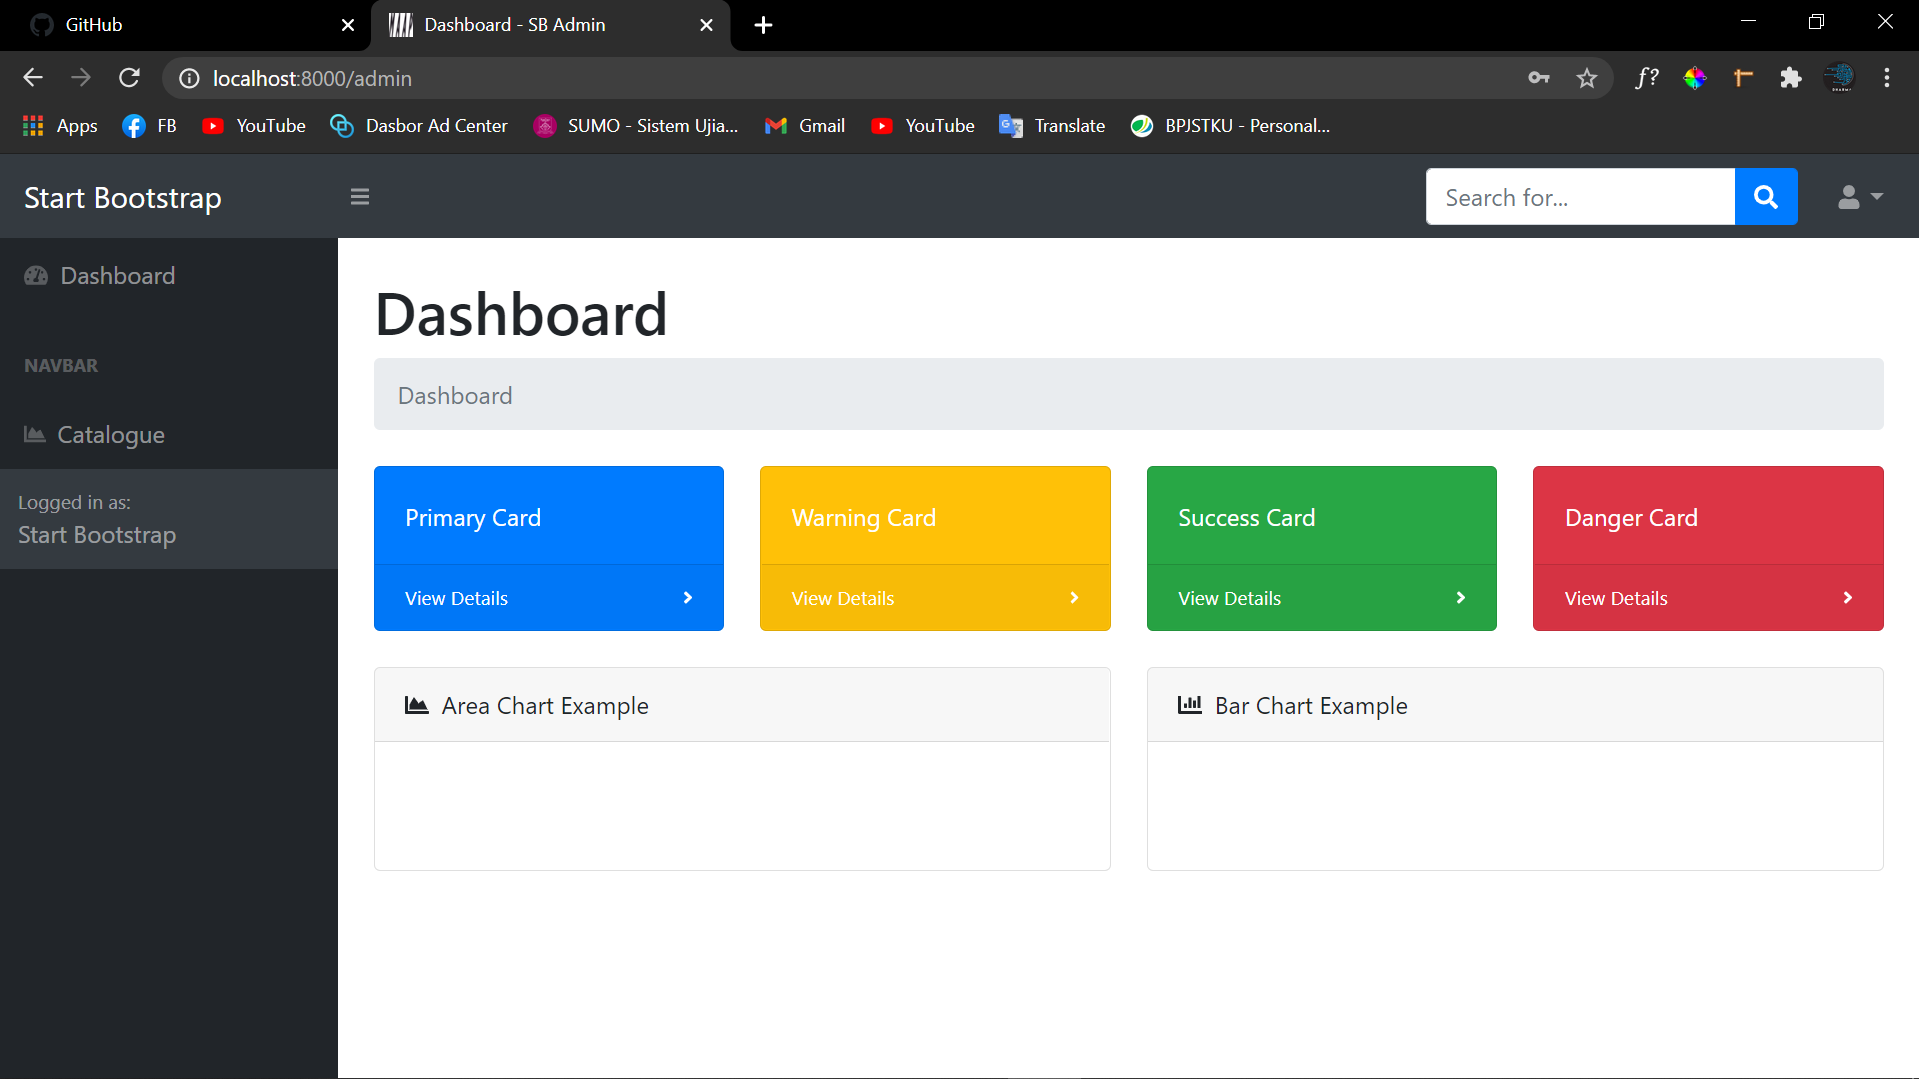 GitHub
Dashboard - SB Admin
localhost:8000/admin
f?
Apps
FB
YouTube
Dasbor Ad Center
SUMO - Sistem Ujia...
Gmail
YouTube
Translate
BPJSTKU - Personal...
Start Bootstrap
Search for...
Dashboard
NAVBAR
Catalogue
Logged in as:
Start Bootstrap
Dashboard
Dashboard
Primary Card
View Details
Warning Card
View Details
Success Card
View Details
Danger Card
View Details
Area Chart Example
Bar Chart Example